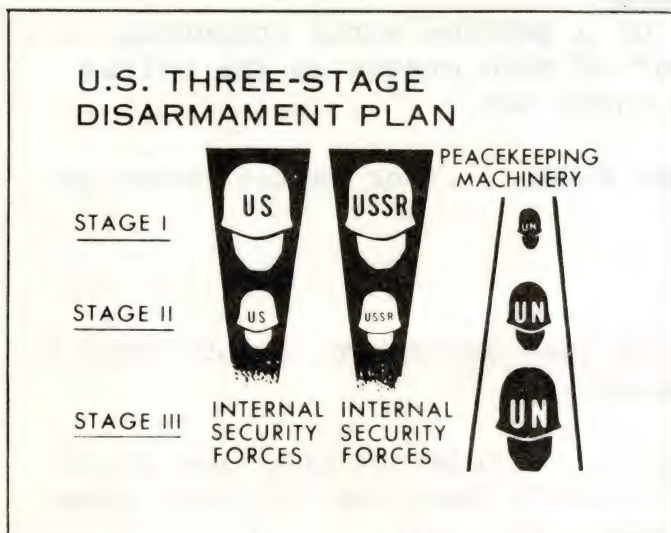 U.S. THREE-STAGE
DISARMAMENT PLAN
PEACEKEEPING
MACHINERY
STAGE I
US
USSR
UN
STAGE II
US
USSR
UN
STAGE III
INTERNAL
SECURITY
FORCES
INTERNAL
SECURITY
FORCES
UN